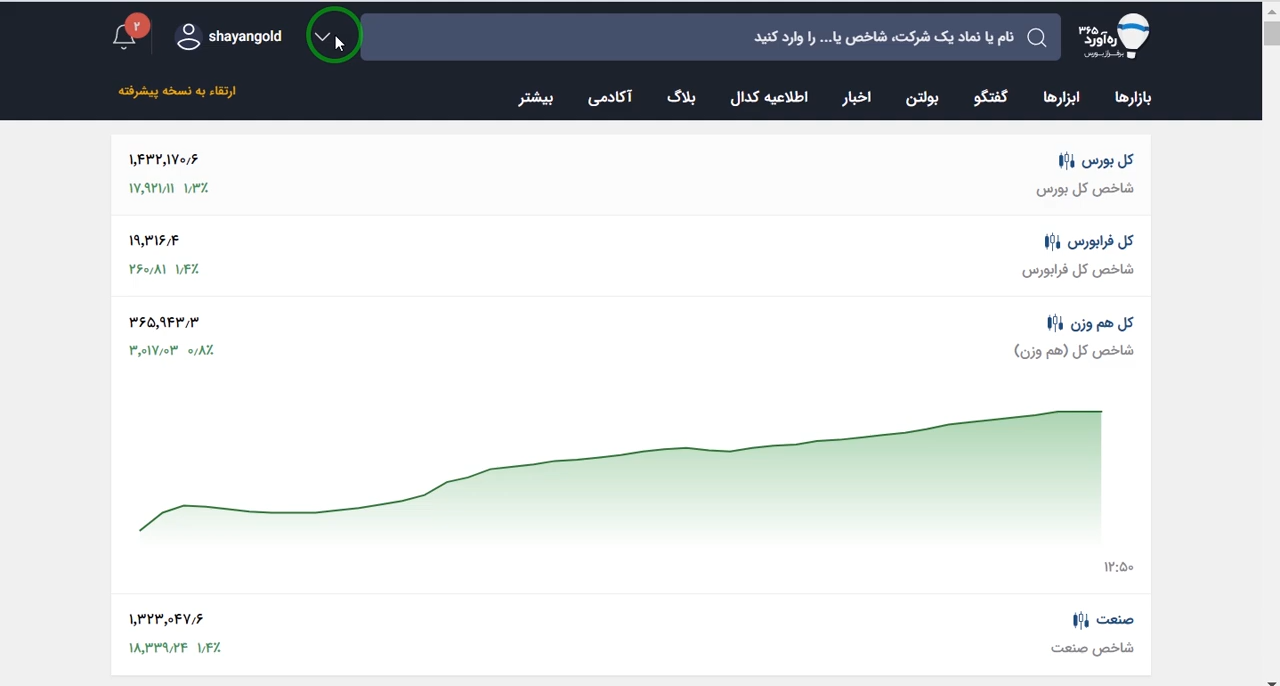 ره‌آورد ۳۶۵
برفراز بورس
نام یا نماد یک شرکت، شاخص یا... را وارد کنید
shayangold
۲
بازارها ابزارها گفتگو بولتن اخبار اطلاعیه کدال بلاگ آکادمی بیشتر
ارتقاء به نسخه پیشرفته
کل بورس ۱,۴۳۲,۱۷۰٫۶
شاخص کل بورس ۱۷,۹۲۱٫۱۱ ۱٫۳٪
کل فرابورس ۱۹,۳۱۶٫۴
شاخص کل فرابورس ۲۶۰٫۸۱ ۱٫۴٪
کل هم وزن ۳۶۵,۹۴۳٫۳
شاخص کل (هم وزن) ۳,۰۱۷٫۰۳ ۰٫۸٪
۱۲:۵۰
صنعت ۱,۳۲۳,۰۴۷٫۶
شاخص صنعت ۱۸,۳۳۹٫۲۴ ۱٫۴٪